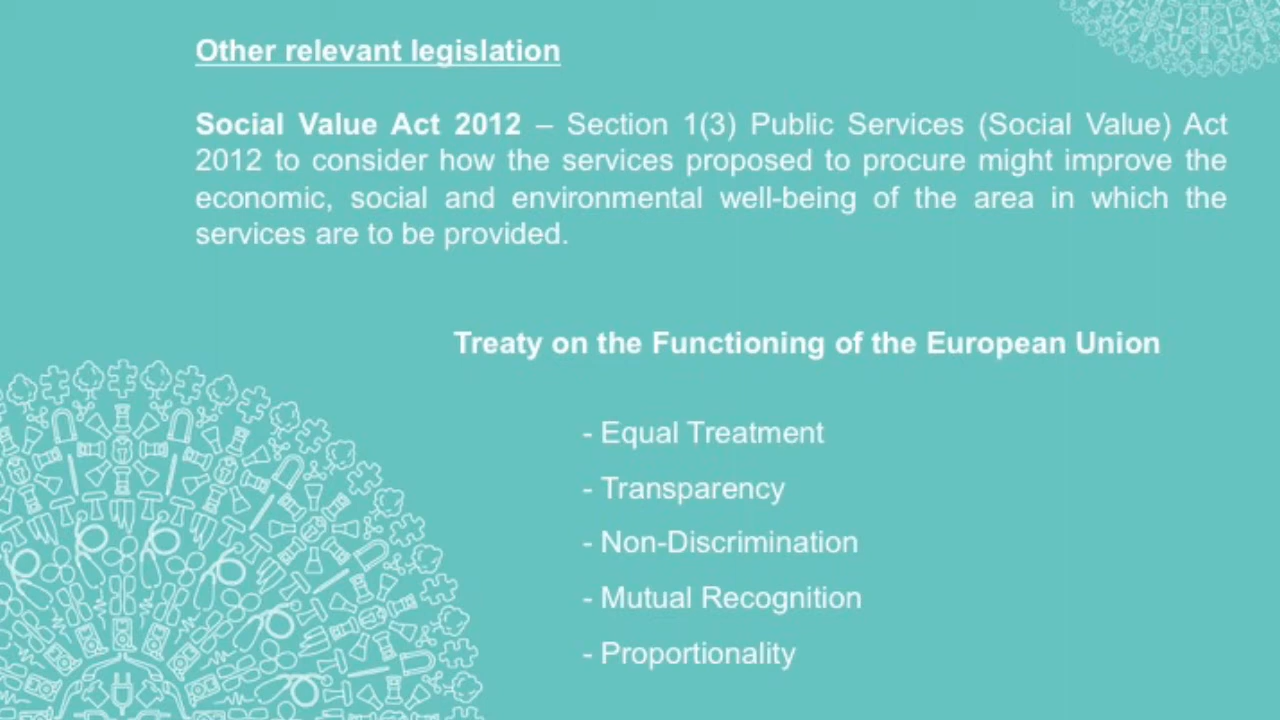 Other relevant legislation
Social Value Act 2012 – Section 1(3) Public Services (Social Value) Act
2012 to consider how the services proposed to procure might improve the
economic, social and environmental well-being of the area in which the
services are to be provided.
Treaty on the Functioning of the European Union
- Equal Treatment
- Transparency
- Non-Discrimination
- Mutual Recognition
- Proportionality